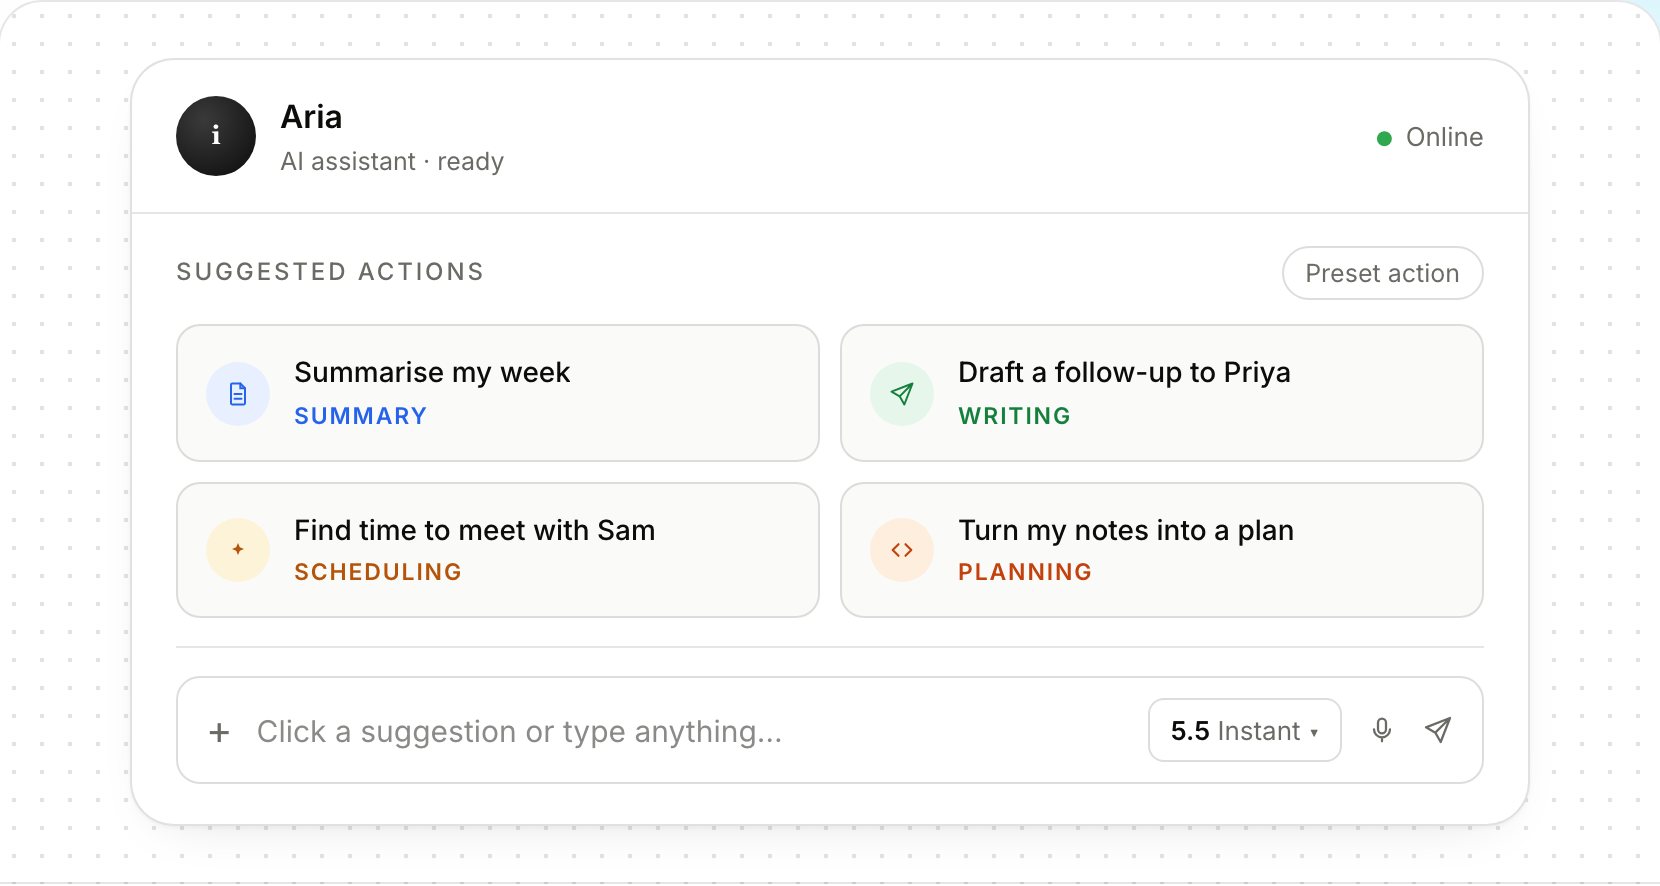 i
Aria
AI assistant · ready
Online
SUGGESTED ACTIONS
Preset action
Summarise my week
SUMMARY
Draft a follow-up to Priya
WRITING
Find time to meet with Sam
SCHEDULING
Turn my notes into a plan
PLANNING
+ Click a suggestion or type anything...
5.5 Instant ▾